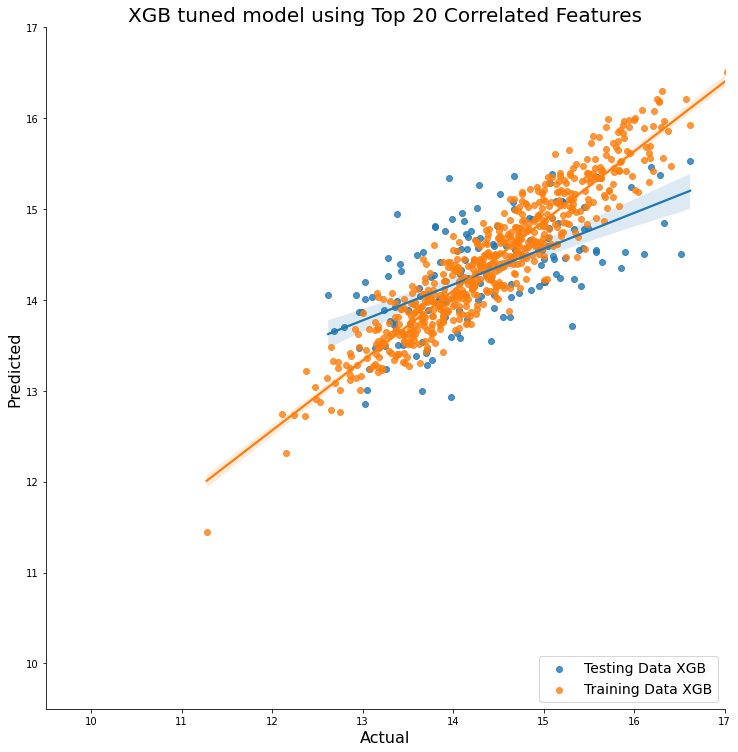 XGB tuned model using Top 20 Correlated Features
17
16
15
14
13
12
11
10
Predicted
10 11 12 13 14 15 16 17
Actual
Testing Data XGB
Training Data XGB